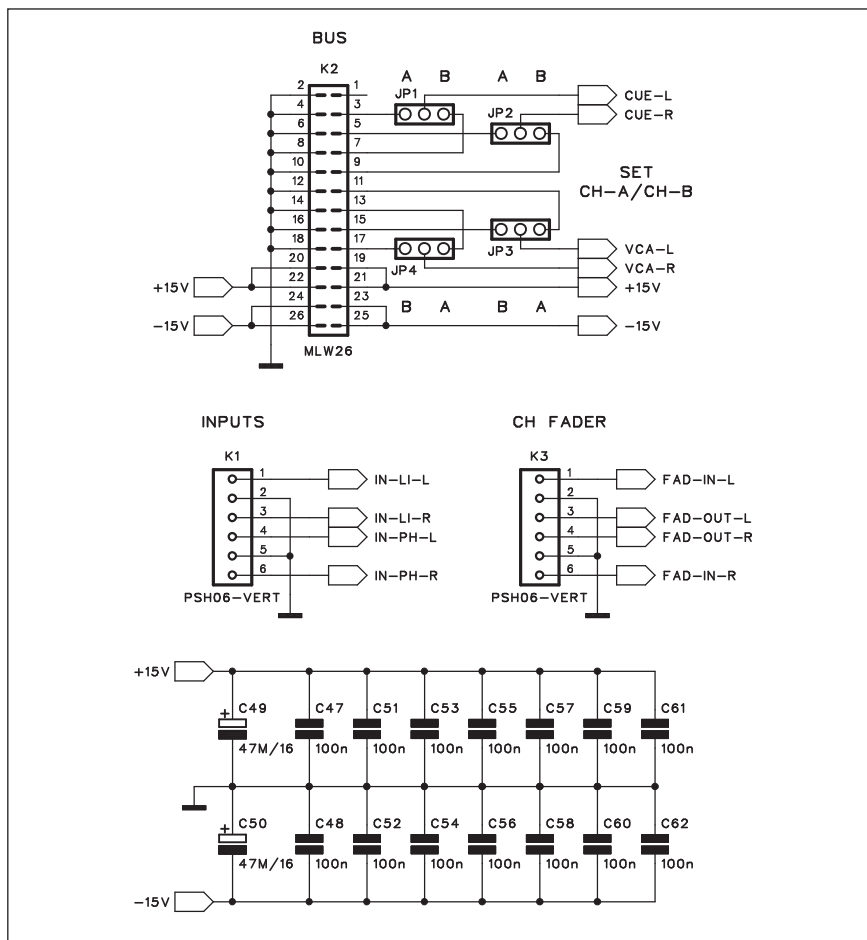 BUS
K2
A B A B
2 1
4 3
6 5
8 7
10 9
12 11
14 13
16 15
18 17
20 19
22 21
24 23
26 25
MLW26
JP1
JP2
JP3
JP4
CUE-L
CUE-R
SET
CH-A/CH-B
VCA-L
VCA-R
+15V +15V
-15V -15V
B A B A
INPUTS
K1
1 IN-LI-L
2
3 IN-LI-R
4 IN-PH-L
5
6 IN-PH-R
PSH06-VERT
CH FADER
K3
1 FAD-IN-L
2
3 FAD-OUT-L
4 FAD-OUT-R
5
6 FAD-IN-R
PSH06-VERT
+15V
C49 C47 C51 C53 C55 C57 C59 C61
+
47M/16 100n 100n 100n 100n 100n 100n 100n
C50 C48 C52 C54 C56 C58 C60 C62
+
47M/16 100n 100n 100n 100n 100n 100n 100n
-15V